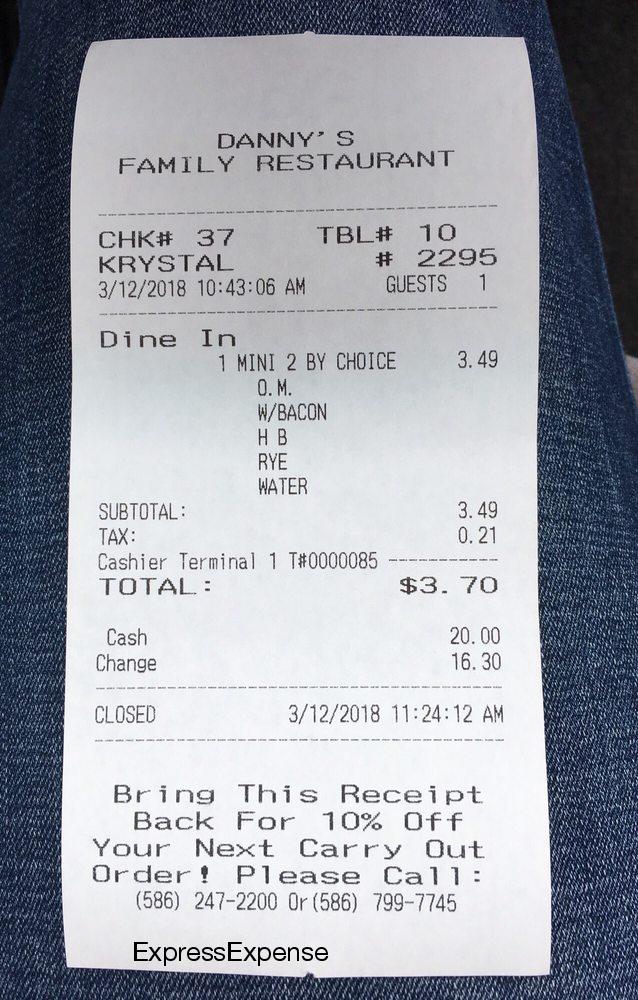 DANNY'S
FAMILY RESTAURANT
CHK# 37 TBL# 10
KRYSTAL # 2295
3/12/2018 10:43:06 AM GUESTS 1
Dine In
1 MINI 2 BY CHOICE 3.49
O.M.
W/BACON
H B
RYE
WATER
SUBTOTAL: 3.49
TAX: 0.21
Cashier Terminal 1 T#0000085 -----------
TOTAL: $3.70
Cash 20.00
Change 16.30
CLOSED 3/12/2018 11:24:12 AM
Bring This Receipt
Back For 10% Off
Your Next Carry Out
Order! Please Call:
(586) 247-2200 Or(586) 799-7745
ExpressExpense